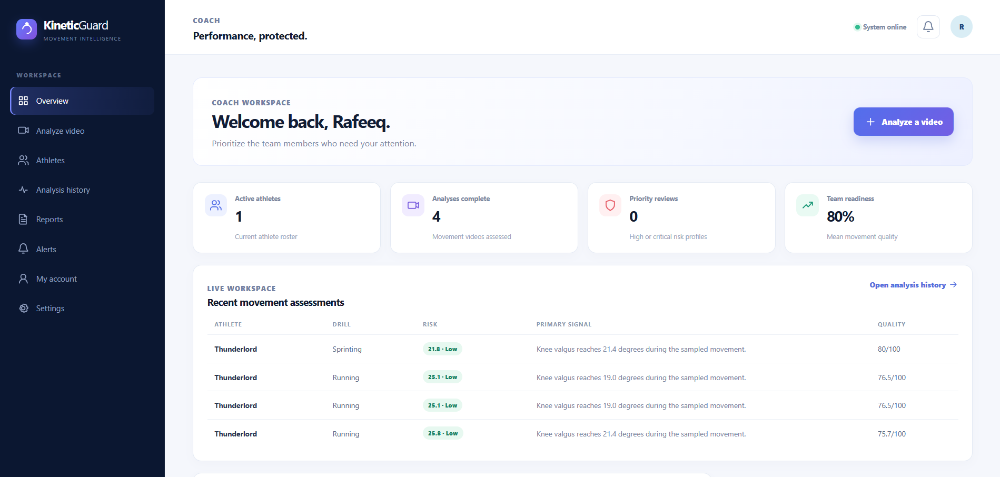 KineticGuard
MOVEMENT INTELLIGENCE
WORKSPACE
Overview
Analyze video
Athletes
Analysis history
Reports
Alerts
My account
Settings
COACH
Performance, protected.
System online
R
COACH WORKSPACE
Welcome back, Rafeeq.
Prioritize the team members who need your attention.
Analyze a video
Active athletes
1
Current athlete roster
Analyses complete
4
Movement videos assessed
Priority reviews
0
High or critical risk profiles
Team readiness
80%
Mean movement quality
LIVE WORKSPACE
Recent movement assessments
Open analysis history →
ATHLETE DRILL RISK PRIMARY SIGNAL QUALITY
Thunderlord Sprinting 21.8 · Low Knee valgus reaches 21.4 degrees during the sampled movement. 80/100
Thunderlord Running 25.1 · Low Knee valgus reaches 19.0 degrees during the sampled movement. 76.5/100
Thunderlord Running 25.1 · Low Knee valgus reaches 19.0 degrees during the sampled movement. 76.5/100
Thunderlord Running 25.8 · Low Knee valgus reaches 21.4 degrees during the sampled movement. 75.7/100